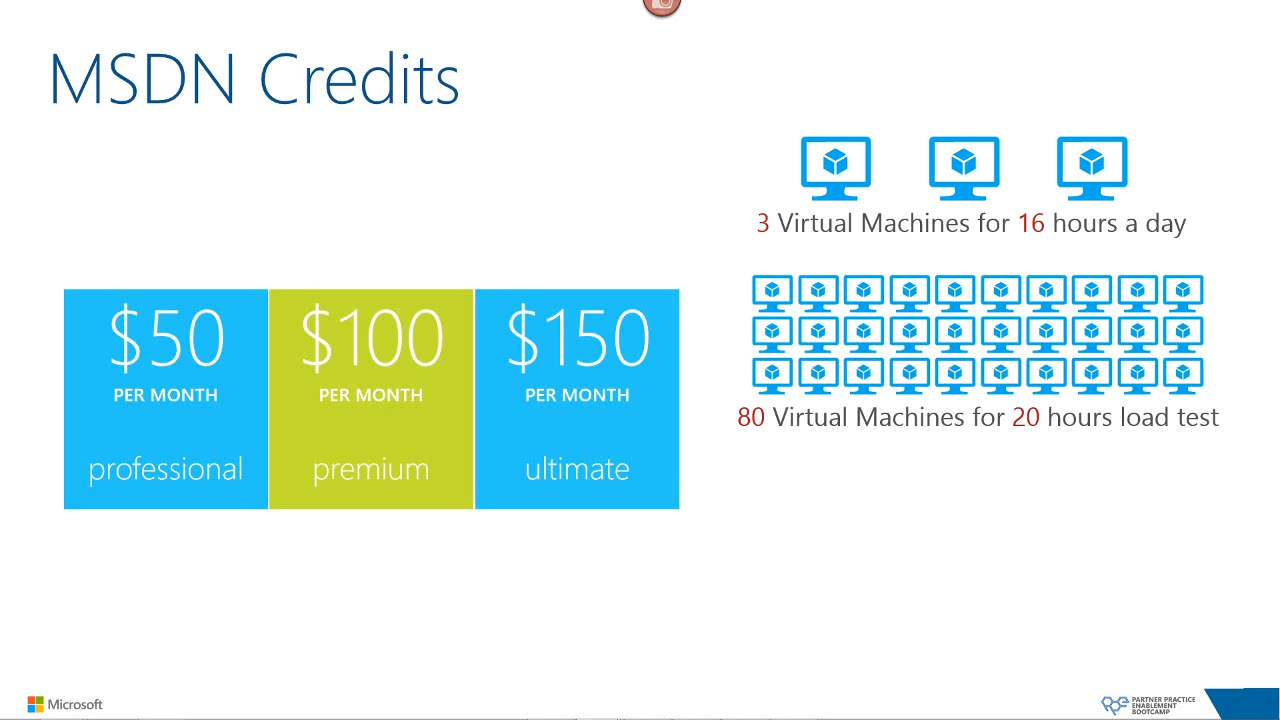 MSDN Credits
3 Virtual Machines for 16 hours a day
$50
PER MONTH
professional
$100
PER MONTH
premium
$150
PER MONTH
ultimate
80 Virtual Machines for 20 hours load test
Microsoft
PARTNER PRACTICE
ENABLEMENT
BOOTCAMP